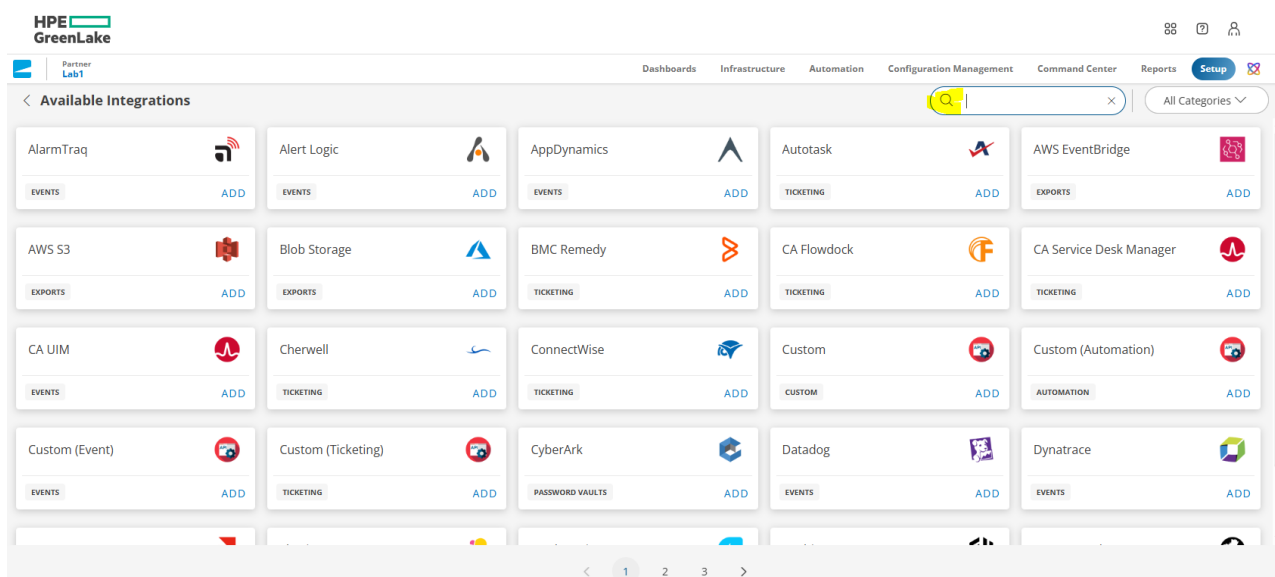 HPE
GreenLake
Partner
Lab1
Dashboards Infrastructure Automation Configuration Management Command Center Reports Setup
Available Integrations
All Categories
AlarmTraq Alert Logic AppDynamics Autotask AWS EventBridge
EVENTS ADD EVENTS ADD EVENTS ADD TICKETING ADD EXPORTS ADD
AWS S3 Blob Storage BMC Remedy CA Flowdock CA Service Desk Manager
EXPORTS ADD EXPORTS ADD TICKETING ADD TICKETING ADD TICKETING ADD
CA UIM Cherwell ConnectWise Custom Custom (Automation)
EVENTS ADD TICKETING ADD TICKETING ADD CUSTOM ADD AUTOMATION ADD
Custom (Event) Custom (Ticketing) CyberArk Datadog Dynatrace
EVENTS ADD TICKETING ADD PASSWORD VAULTS ADD EVENTS ADD EVENTS ADD
1 2 3